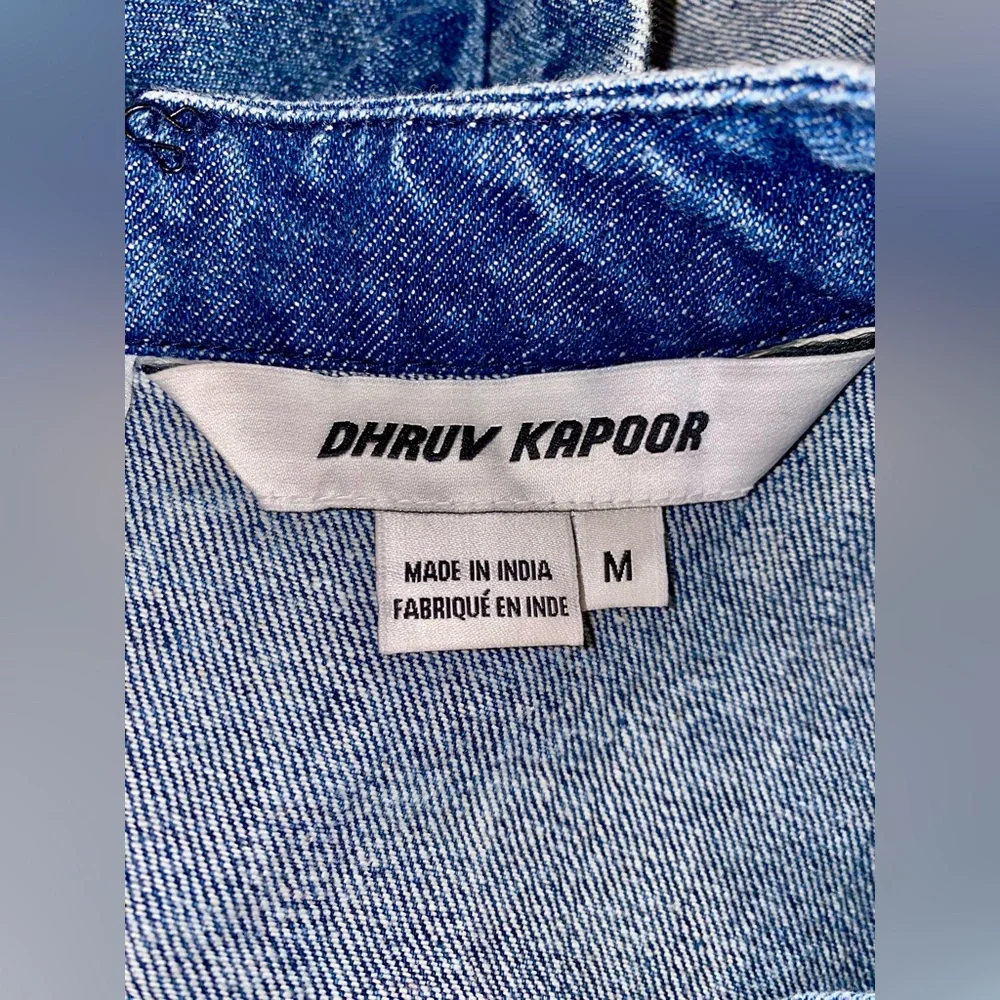 DHRUV KAPOOR
MADE IN INDIA
FABRIQUÉ EN INDE
M